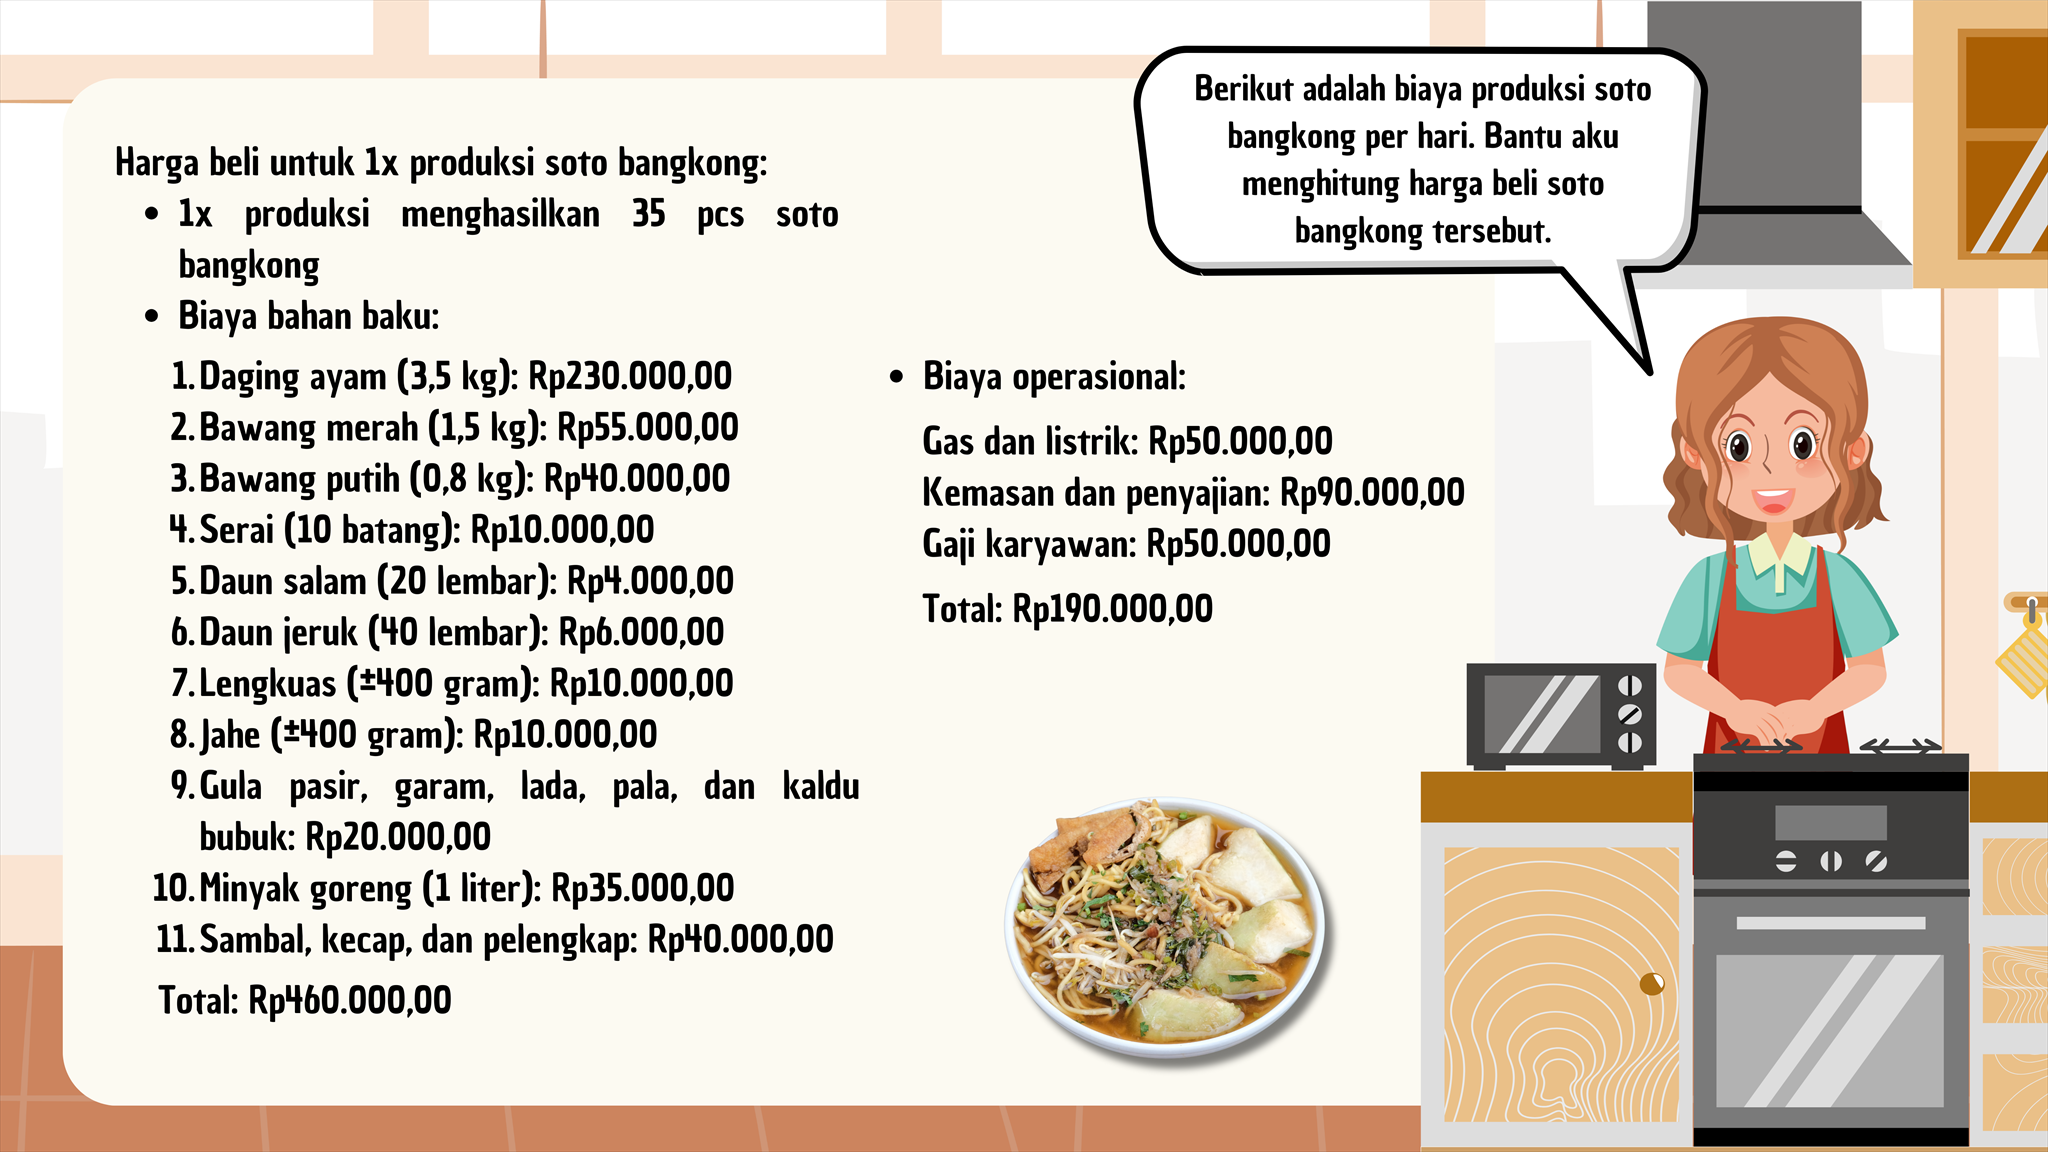 Berikut adalah biaya produksi soto
bangkong per hari. Bantu aku
menghitung harga beli soto
bangkong tersebut.
Harga beli untuk 1x produksi soto bangkong:
• 1x produksi menghasilkan 35 pcs soto
bangkong
• Biaya bahan baku:
1. Daging ayam (3,5 kg): Rp230.000,00
2. Bawang merah (1,5 kg): Rp55.000,00
3. Bawang putih (0,8 kg): Rp40.000,00
4. Serai (10 batang): Rp10.000,00
5. Daun salam (20 lembar): Rp4.000,00
6. Daun jeruk (40 lembar): Rp6.000,00
7. Lengkuas (±400 gram): Rp10.000,00
8. Jahe (±400 gram): Rp10.000,00
9. Gula pasir, garam, lada, pala, dan kaldu
bubuk: Rp20.000,00
10. Minyak goreng (1 liter): Rp35.000,00
11. Sambal, kecap, dan pelengkap: Rp40.000,00
Total: Rp460.000,00
• Biaya operasional:
Gas dan listrik: Rp50.000,00
Kemasan dan penyajian: Rp90.000,00
Gaji karyawan: Rp50.000,00
Total: Rp190.000,00